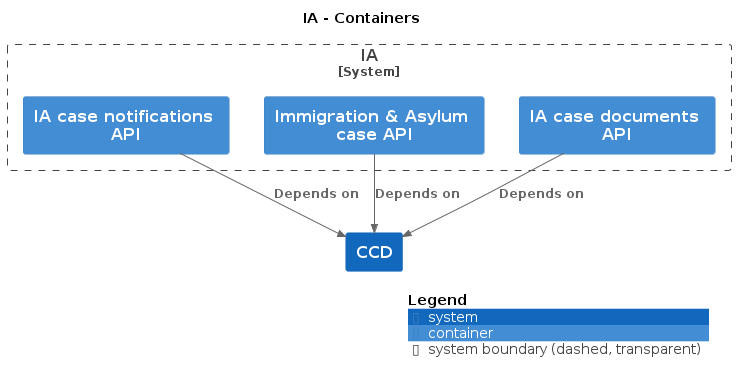 IA - Containers
IA
[System]
IA case notifications
API
Immigration & Asylum
case API
IA case documents
API
Depends on
Depends on
Depends on
CCD
Legend
system
container
system boundary (dashed, transparent)